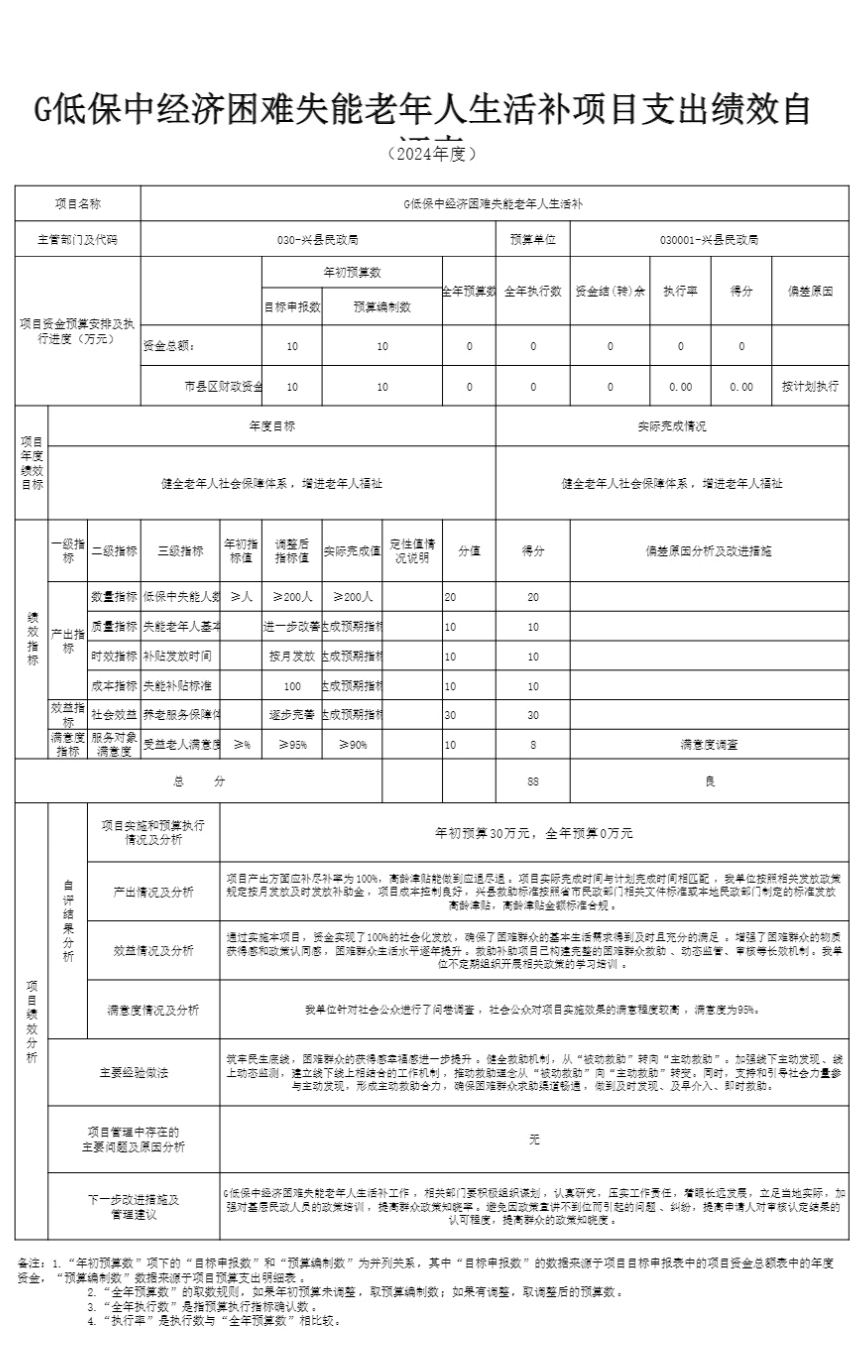 G低保中经济困难失能老年人生活补项目支出绩效自
（2024年度）
项目名称 G低保中经济困难失能老年人生活补
主管部门及代码 030-兴县民政局 预算单位 030001-兴县民政局
项目资金预算安排及执行进度（万元） 年初预算数 全年预算数 全年执行数 资金结(转)余 执行率 得分 偏差原因
目标申报数 预算编制数
资金总额： 10 10 0 0 0 0 0
市县区财政资金 10 10 0 0 0 0.00 0.00 按计划执行
项目年度绩效目标 年度目标 实际完成情况
健全老年人社会保障体系，增进老年人福祉 健全老年人社会保障体系，增进老年人福祉
绩效指标 一级指标 二级指标 三级指标 年初指标值 调整后指标值 实际完成值 定性值情况说明 分值 得分 偏差原因分析及改进措施
产出指标 数量指标 低保中失能人数 ≥人 ≥200人 ≥200人 20 20
质量指标 失能老年人基本 进一步改善 达成预期指标 10 10
时效指标 补贴发放时间 按月发放 达成预期指标 10 10
成本指标 失能补贴标准 100 达成预期指标 10 10
效益指标 社会效益 养老服务保障体 逐步完善 达成预期指标 30 30
满意度指标 服务对象满意度 受益老人满意度 ≥% ≥95% ≥90% 10 8 满意度调查
总 分 88 良
项目绩效分析 自评结果分析 项目实施和预算执行情况及分析 年初预算30万元，全年预算0万元
产出情况及分析
项目产出方面应补尽补率为100%，高龄津贴能做到应退尽退。项目实际完成时间与计划完成时间相匹配，我单位按照相关发放政策
规定按月发放及时发放补助金，项目成本控制良好，兴县救助标准按照省市民政部门相关文件标准或本地民政部门制定的标准发放
高龄津贴，高龄津贴金额标准合规。
效益情况及分析
通过实施本项目，资金实现了100%的社会化发放，确保了困难群众的基本生活需求得到及时且充分的满足。增强了困难群众的物质
获得感和政策认同感，困难群众生活水平逐年提升。救助补助项目已构建完整的困难群众救助、动态监管、审核等长效机制。我单
位不定期组织开展相关政策的学习培训。
满意度情况及分析 我单位针对社会公众进行了问卷调查，社会公众对项目实施效果的满意程度较高，满意度为95%。
主要经验做法
筑牢民生底线，困难群众的获得感幸福感进一步提升。健全救助机制，从“被动救助”转向“主动救助”。加强线下主动发现、线
上动态监测，建立线下线上相结合的工作机制，推动救助理念从“被动救助”向“主动救助”转变。同时，支持和引导社会力量参
与主动发现，形成主动救助合力，确保困难群众求助渠道畅通，做到及时发现、及早介入、即时救助。
项目管理中存在的主要问题及原因分析 无
下一步改进措施及管理建议
G低保中经济困难失能老年人生活补工作，相关部门要积极组织谋划，认真研究，压实工作责任，着眼长远发展，立足当地实际，加
强对基层民政人员的政策培训，提高群众政策知晓率。避免因政策宣讲不到位而引起的问题、纠纷，提高申请人对审核认定结果的
认可程度，提高群众的政策知晓度。
备注：1.“年初预算数”项下的“目标申报数”和“预算编制数”为并列关系，其中“目标申报数”的数据来源于项目目标申报表中的项目资金总额表中的年度
资金，“预算编制数”数据来源于项目预算支出明细表。
2.“全年预算数”的取数规则，如果年初预算未调整，取预算编制数；如果有调整，取调整后的预算数。
3.“全年执行数”是指预算执行指标确认数。
4.“执行率”是执行数与“全年预算数”相比较。